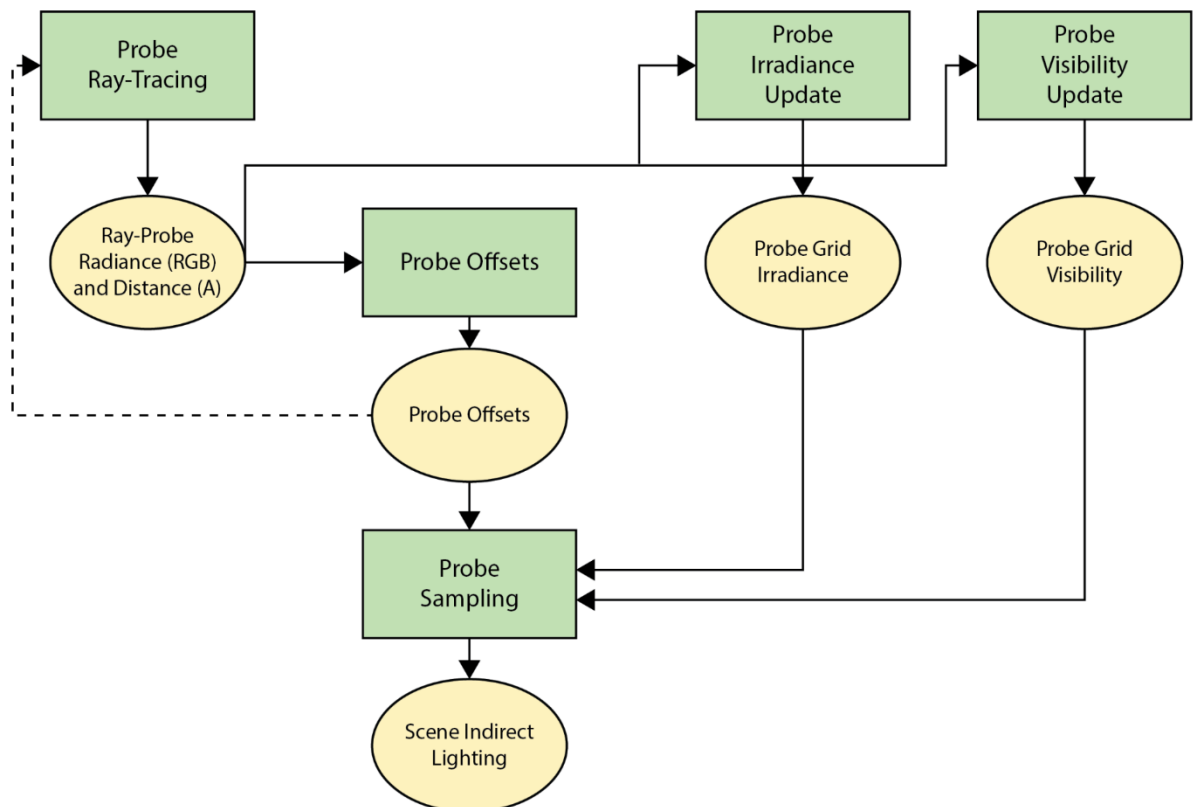 Probe
Ray-Tracing
Probe
Irradiance
Update
Probe
Visibility
Update
Ray-Probe
Radiance (RGB)
and Distance (A)
Probe Offsets
Probe Grid
Irradiance
Probe Grid
Visibility
Probe Offsets
Probe
Sampling
Scene Indirect
Lighting